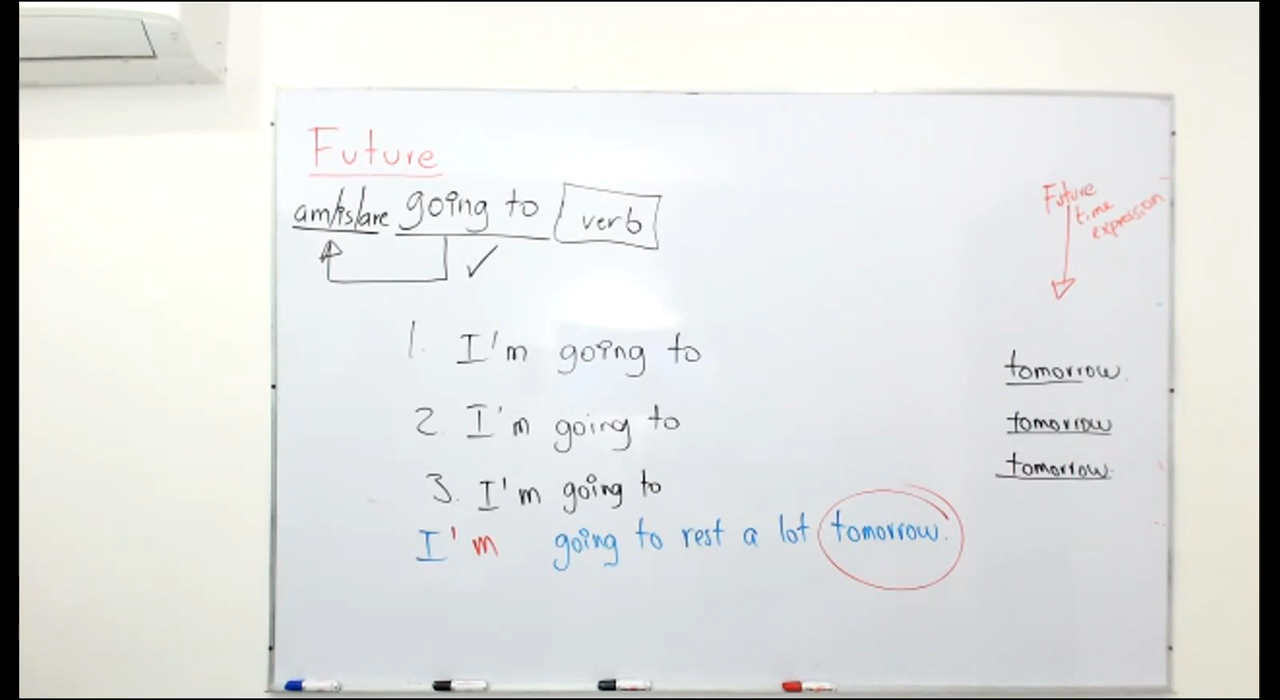 Future
am/is/are going to verb
Future
time
expression
1. I'm going to tomorrow.
2. I'm going to tomorrow
3. I'm going to tomorrow.
I'm going to rest a lot tomorrow.